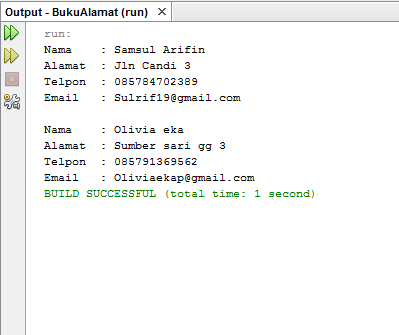 Output - BukuAlamat (run)
run:
Nama    : Samsul Arifin
Alamat  : Jln Candi 3
Telpon  : 085784702389
Email   : Sulrif19@gmail.com
Nama    : Olivia eka
Alamat  : Sumber sari gg 3
Telpon  : 085791369562
Email   : Oliviaekap@gmail.com
BUILD SUCCESSFUL (total time: 1 second)